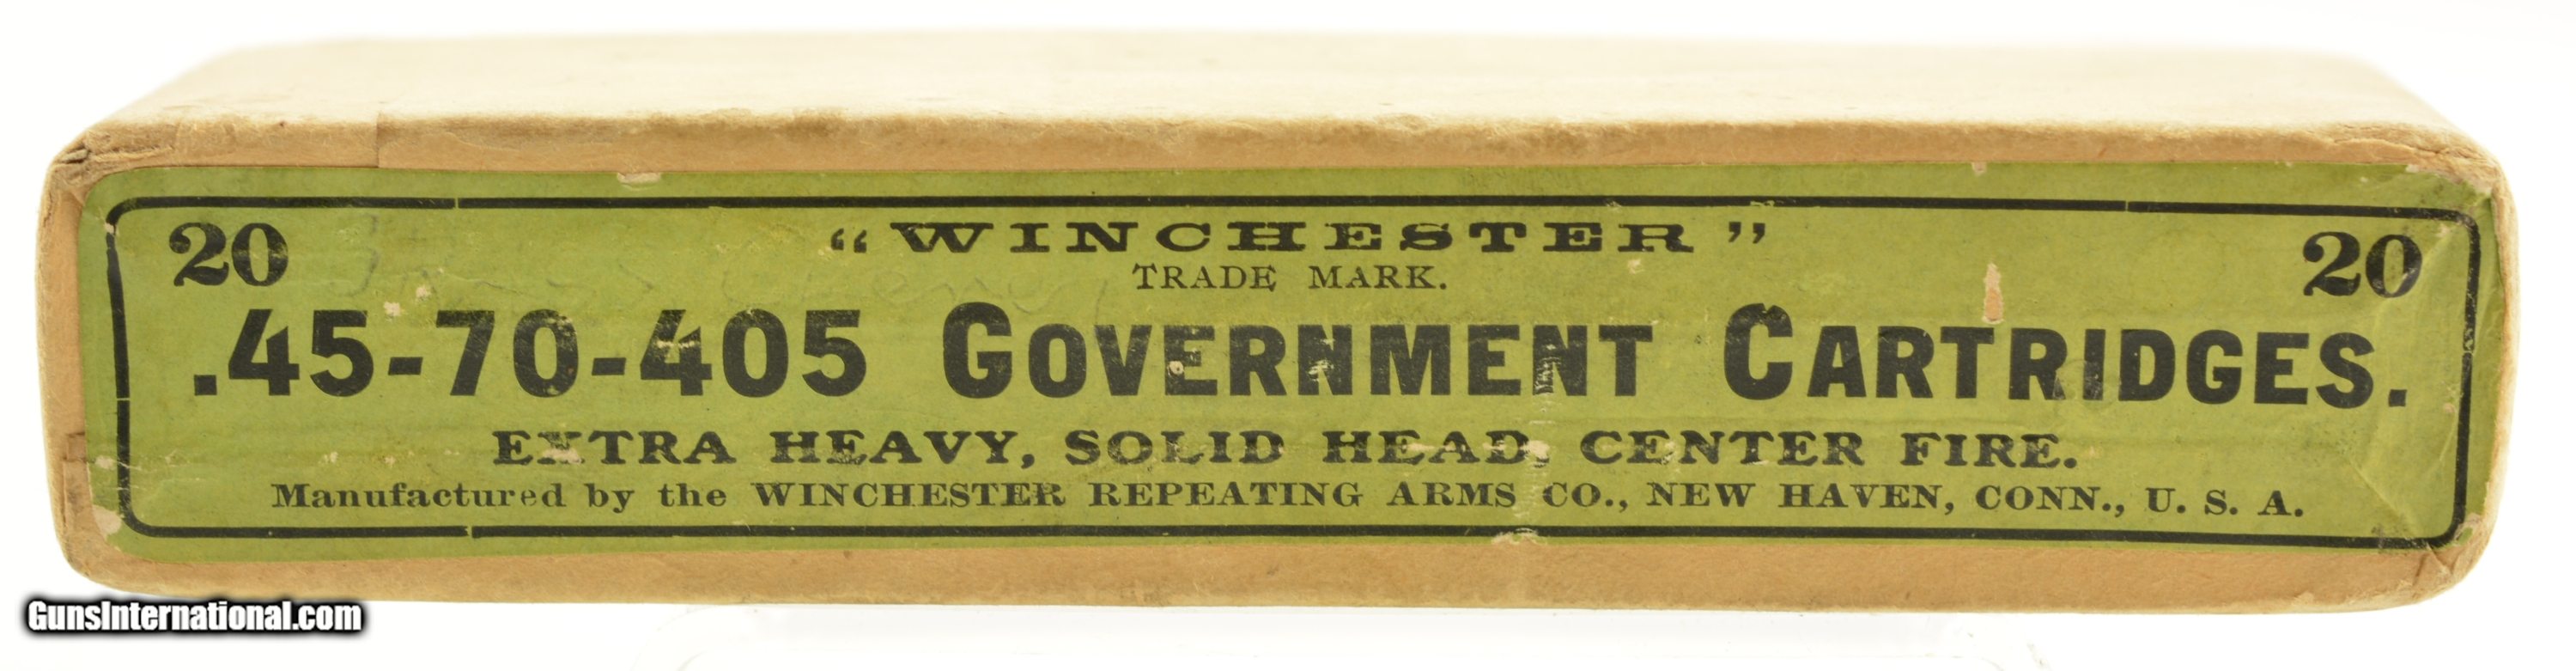 20 “WINCHESTER” 20
TRADE MARK.
.45-70-405 GOVERNMENT CARTRIDGES.
EXTRA HEAVY, SOLID HEAD, CENTER FIRE.
Manufactured by the WINCHESTER REPEATING ARMS CO., NEW HAVEN, CONN., U. S. A.
GunsInternational.com